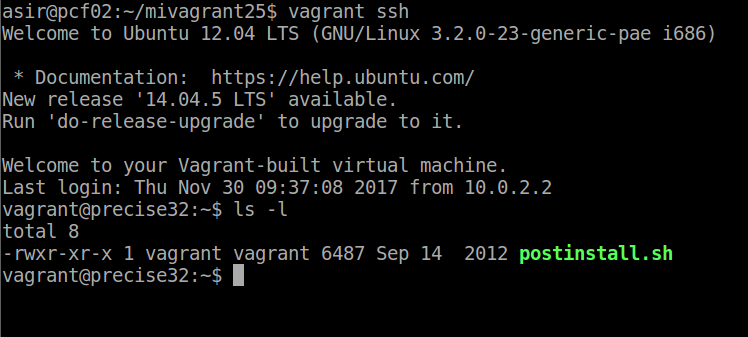 asir@pcf02:~/mivagrant25$ vagrant ssh
Welcome to Ubuntu 12.04 LTS (GNU/Linux 3.2.0-23-generic-pae i686)
 * Documentation:  https://help.ubuntu.com/
New release '14.04.5 LTS' available.
Run 'do-release-upgrade' to upgrade to it.
Welcome to your Vagrant-built virtual machine.
Last login: Thu Nov 30 09:37:08 2017 from 10.0.2.2
vagrant@precise32:~$ ls -l
total 8
-rwxr-xr-x 1 vagrant vagrant 6487 Sep 14  2012 postinstall.sh
vagrant@precise32:~$